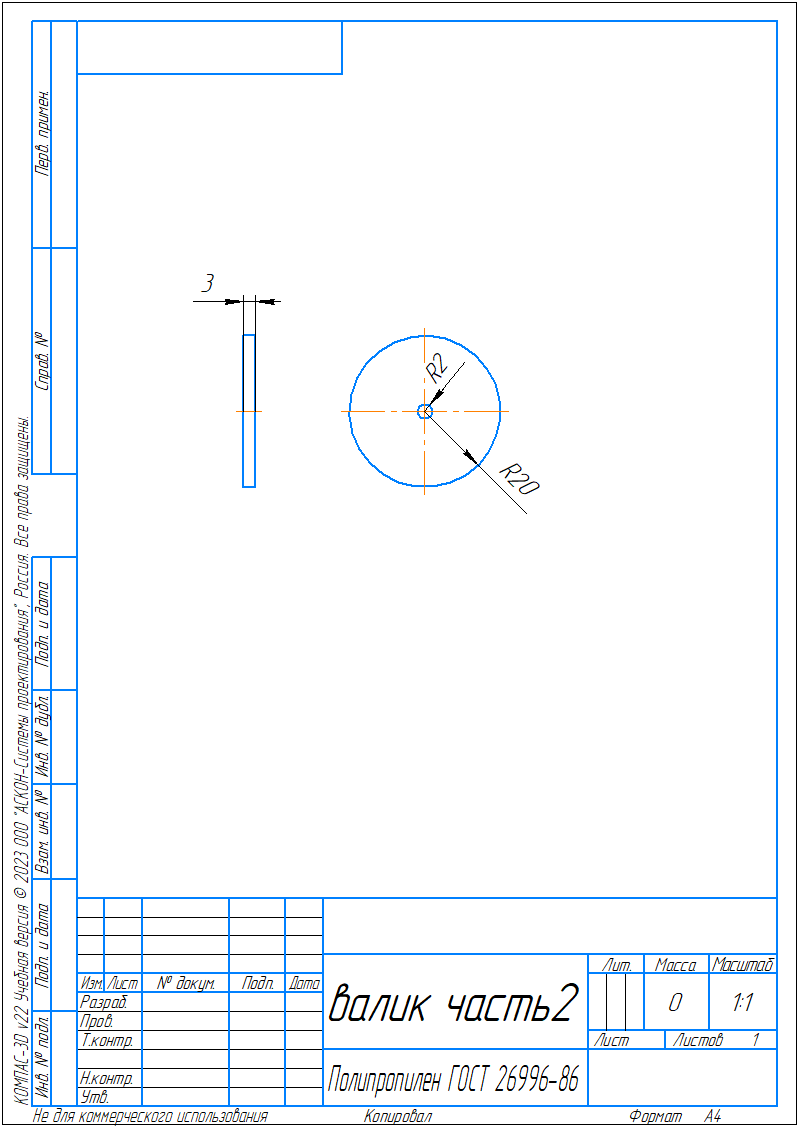 Перв. примен.
Справ. №
3
R2
R20
КОМПАС-3D v22 Учебная версия © 2023 ООО "АСКОН-Системы проектирования", Россия. Все права защищены.
Подп. и дата
Инв. № дубл.
Взам. инв. №
Подп. и дата
Инв. № подл.
Изм. Лист № докум. Подп. Дата
Разраб.
Пров.
Т.контр.
Н.контр.
Утв.
валик часть2
Полипропилен ГОСТ 26996-86
Лит. Масса Масштаб
0 1:1
Лист Листов 1
Не для коммерческого использования Копировал Формат А4